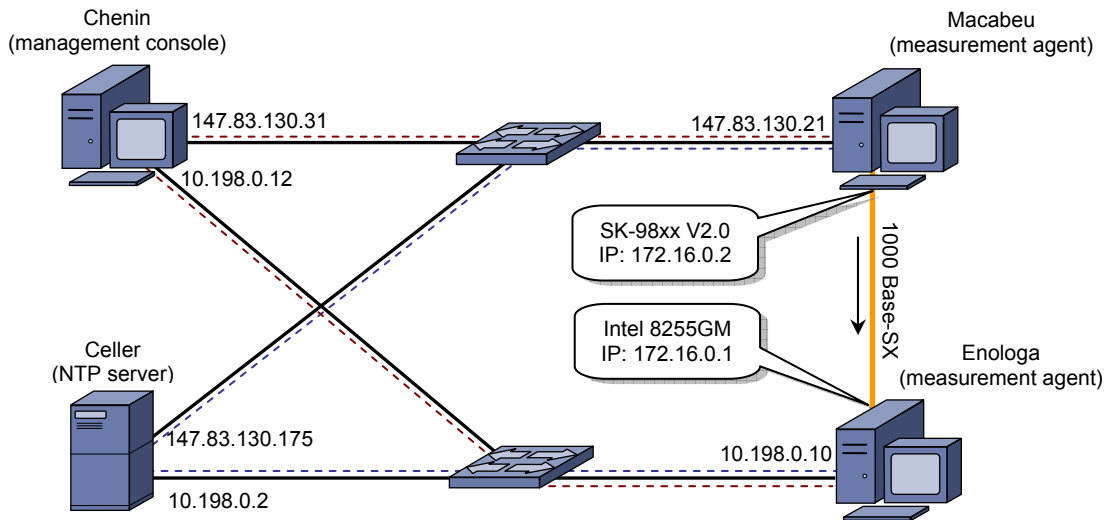 Chenin
(management console)
Macabeu
(measurement agent)
147.83.130.31
147.83.130.21
10.198.0.12
SK-98xx V2.0
IP: 172.16.0.2
1000 Base-SX
Intel 8255GM
IP: 172.16.0.1
Celler
(NTP server)
Enologa
(measurement agent)
147.83.130.175
10.198.0.10
10.198.0.2